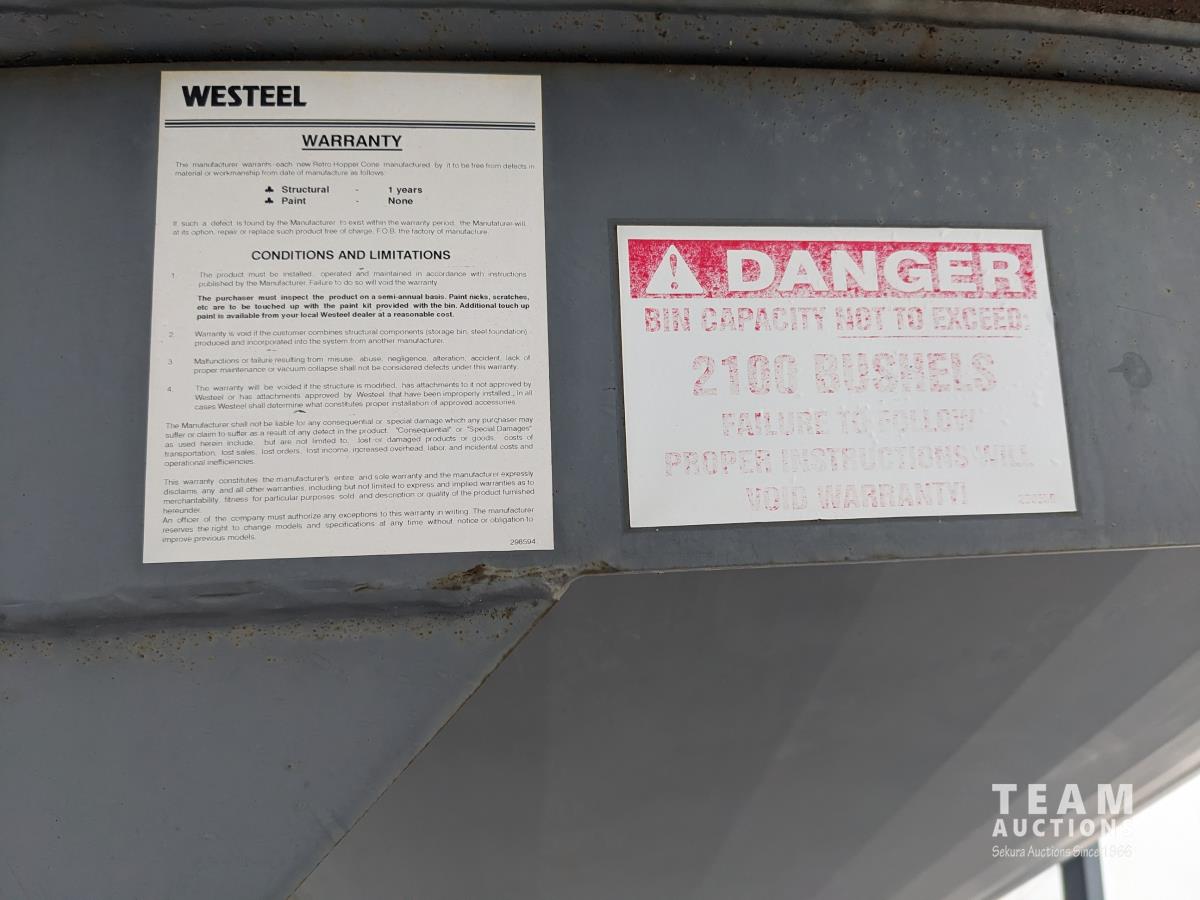 WESTEEL
WARRANTY
The manufacturer warrants each new Retro Hopper Cone manufactured by it to be free from defects in
material or workmanship from date of manufacture as follows:
♣ Structural - 1 years
♣ Paint - None
If such a defect is found by the Manufacturer to exist within the warranty period, the Manufaturer will,
at its option, repair or replace such product free of charge, F.O.B. the factory of manufacture.
CONDITIONS AND LIMITATIONS
1. The product must be installed, operated and maintained in accordance with instructions
published by the Manufacturer. Failure to do so will void the warranty
The purchaser must inspect the product on a semi-annual basis. Paint nicks, scratches,
etc are to be touched up with the paint kit provided with the bin. Additional touch up
paint is available from your local Westeel dealer at a reasonable cost.
2. Warranty is void if the customer combines structural components (storage bin, steel foundation)
produced and incorporated into the system from another manufacturer.
3. Malfunctions or failure resulting from misuse, abuse, negligence, alteration, accident, lack of
proper maintenance or vacuum collapse shall not be considered defects under this warranty.
4. The warranty will be voided if the structure is modified, has attachments to it not approved by
Westeel or has attachments approved by Westeel that have been improperly installed. In all
cases Westeel shall determine what constitutes proper installation of approved accessories.
The Manufacturer shall not be liable for any consequential or special damage which any purchaser may
suffer or claim to suffer as a result of any defect in the product. "Consequential" or "Special Damages"
as used herein include, but are not limited to, lost or damaged products or goods, costs of
transportation, lost sales, lost orders, lost income, increased overhead, labor, and incidental costs and
operational inefficiencies.
This warranty constitutes the manufacturer's entire and sole warranty and the manufacturer expressly
disclaims any and all other warranties, including but not limited to express and implied warranties as to
merchantability, fitness for particular purposes sold and description or quality of the product furnished
hereunder.
An officer of the company must authorize any exceptions to this warranty in writing. The manufacturer
reserves the right to change models and specifications at any time without notice or obligation to
improve previous models.
298594
DANGER
BIN CAPACITY NOT TO EXCEED:
2100 BUSHELS
FAILURE TO FOLLOW
PROPER INSTRUCTIONS WILL
VOID WARRANTY!
TEAM
AUCTIONS
Sekura Auctions Since 1966